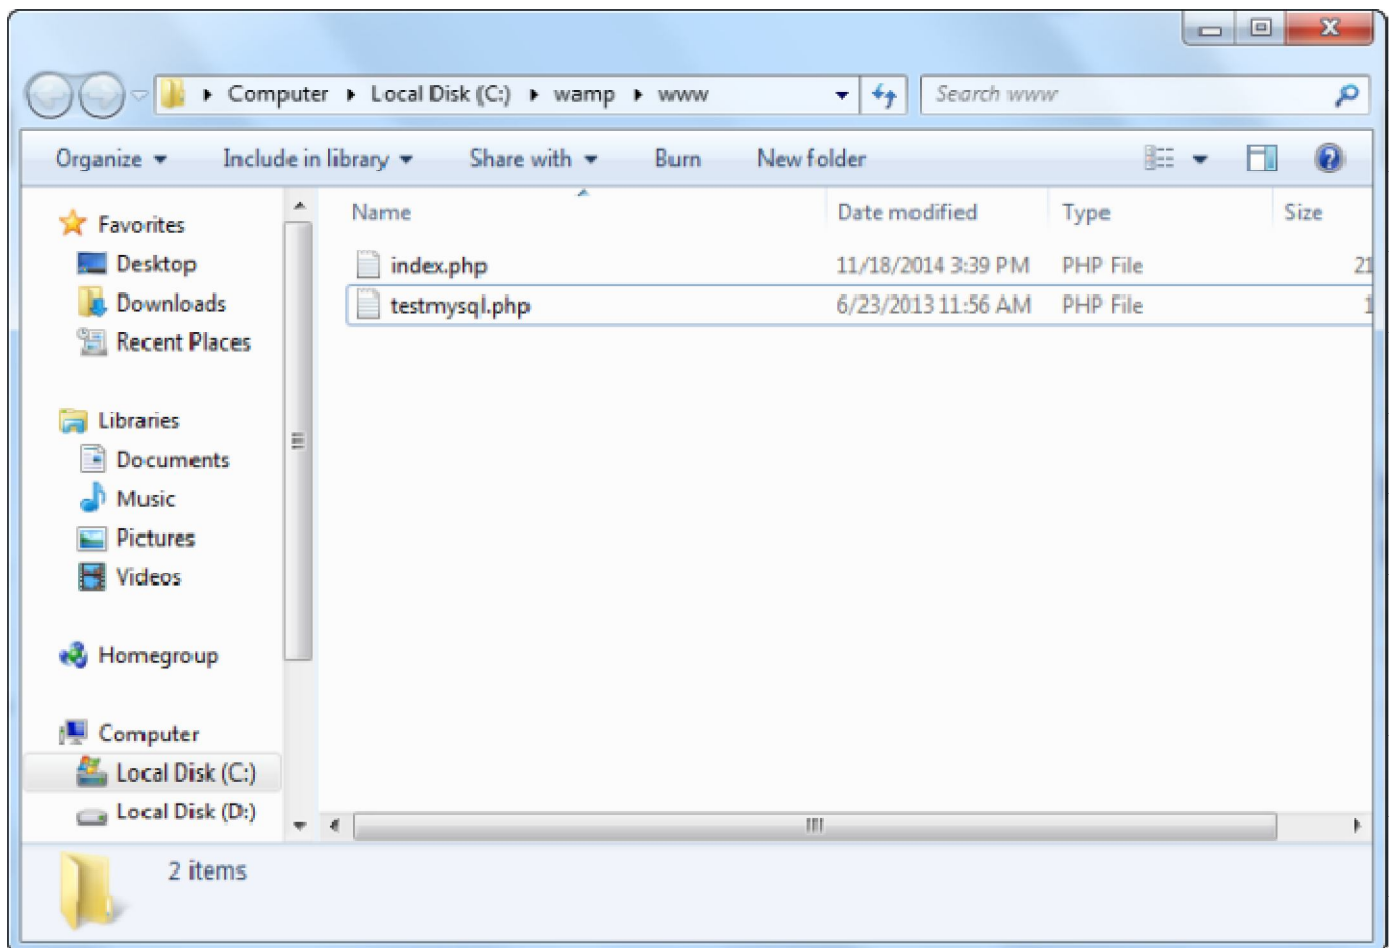 Computer Local Disk (C:) wamp www Search www
Organize Include in library Share with Burn New folder
Favorites
Desktop
Downloads
Recent Places
Libraries
Documents
Music
Pictures
Videos
Homegroup
Computer
Local Disk (C:)
Local Disk (D:)
Name Date modified Type Size
index.php 11/18/2014 3:39 PM PHP File 21
testmysql.php 6/23/2013 11:56 AM PHP File 1
2 items